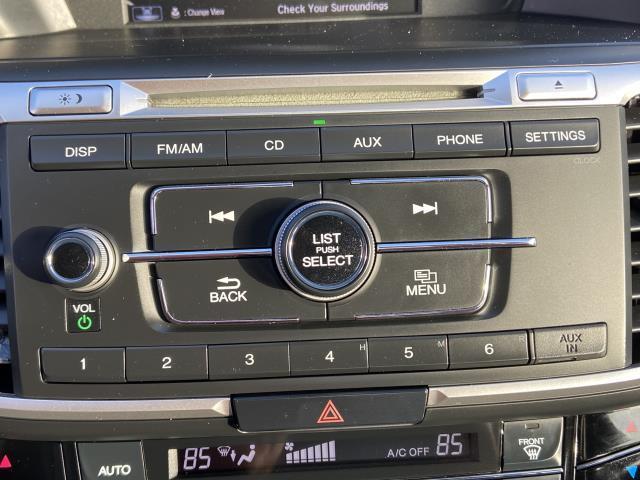 : Change View
Check Your Surroundings
DISP
FM/AM
CD
AUX
PHONE
SETTINGS
CLOCK
LIST
PUSH
SELECT
BACK
MENU
VOL
1
2
3
4 H
5 M
6
AUX
IN
85
A/C OFF
85
AUTO
FRONT